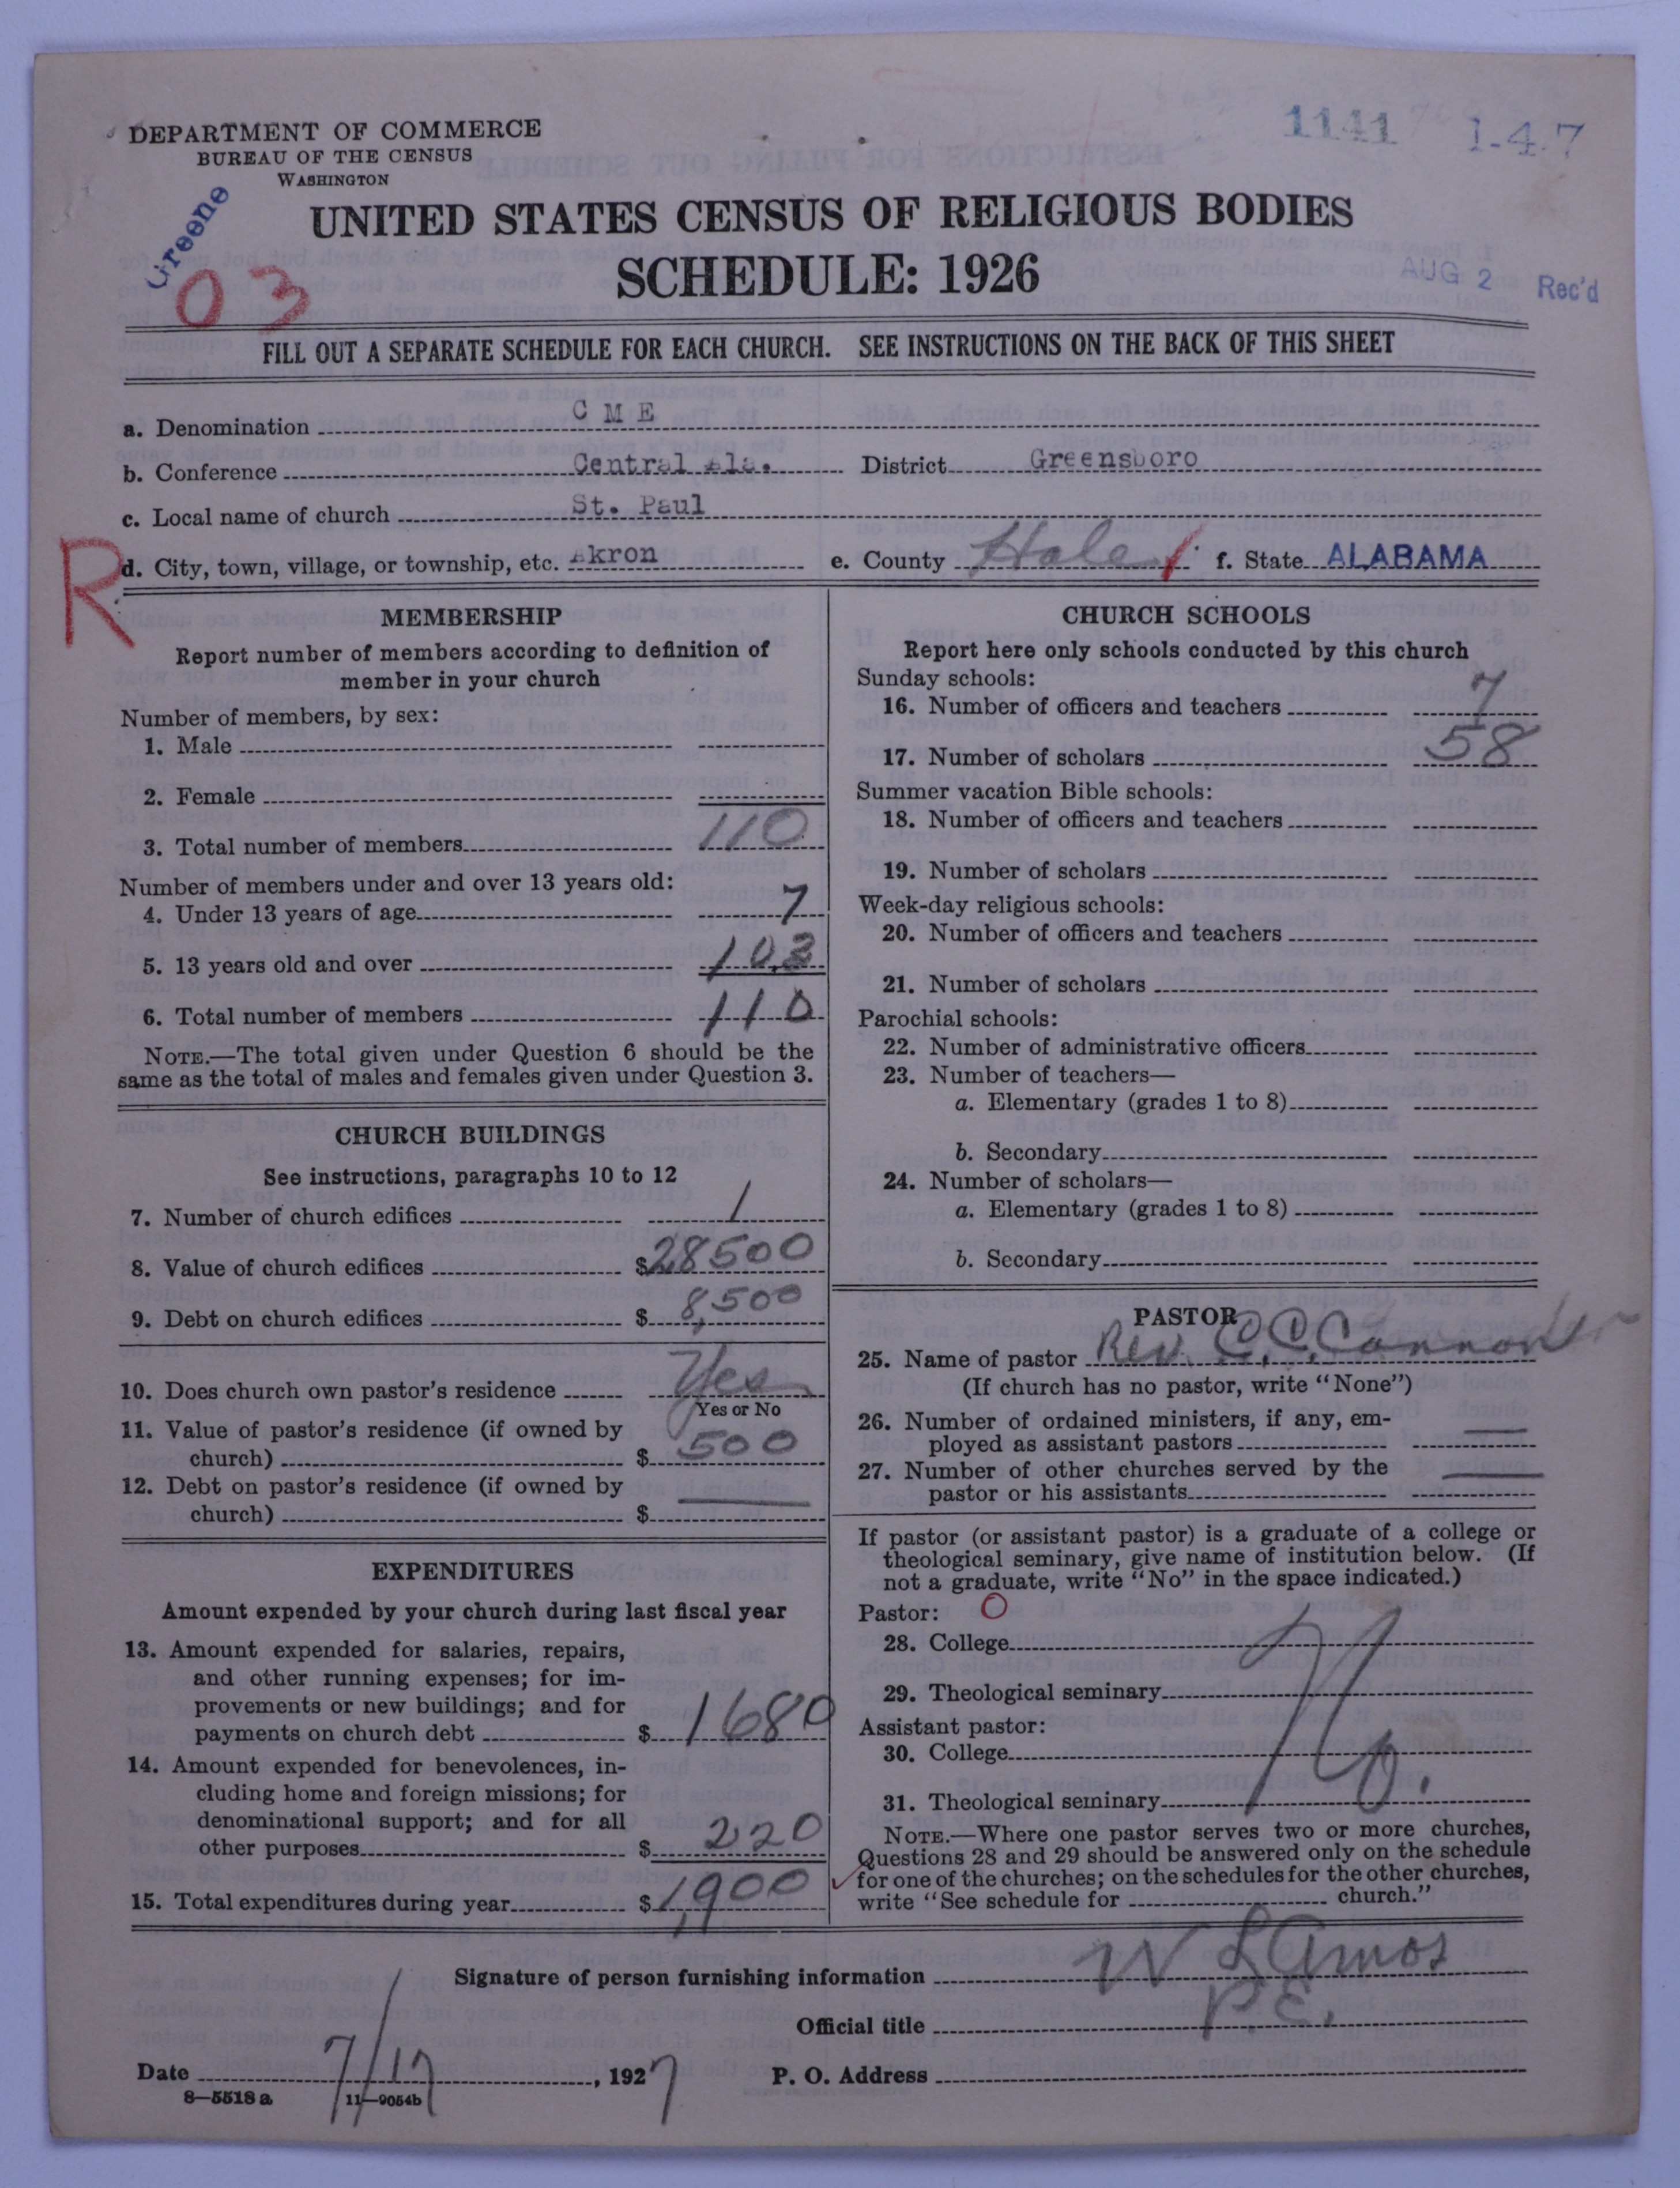 1141 1-4-7
DEPARTMENT OF COMMERCE
BUREAU OF THE CENSUS
WASHINGTON
Greene
03
UNITED STATES CENSUS OF RELIGIOUS BODIES
SCHEDULE: 1926
AUG 2 Rec'd
FILL OUT A SEPARATE SCHEDULE FOR EACH CHURCH. SEE INSTRUCTIONS ON THE BACK OF THIS SHEET
a. Denomination C M E
b. Conference Central Ala. District Greensboro
c. Local name of church St. Paul
R
d. City, town, village, or township, etc. Akron e. County Hale f. State ALABAMA
MEMBERSHIP
Report number of members according to definition of
member in your church
Number of members, by sex:
1. Male
2. Female
3. Total number of members 110
Number of members under and over 13 years old:
4. Under 13 years of age 7
5. 13 years old and over 103
6. Total number of members 110
NOTE.—The total given under Question 6 should be the
same as the total of males and females given under Question 3.
CHURCH BUILDINGS
See instructions, paragraphs 10 to 12
7. Number of church edifices 1
8. Value of church edifices $28500
9. Debt on church edifices $8,500
10. Does church own pastor's residence Yes
Yes or No
11. Value of pastor's residence (if owned by
church) $500
12. Debt on pastor's residence (if owned by
church) $
EXPENDITURES
Amount expended by your church during last fiscal year
13. Amount expended for salaries, repairs,
and other running expenses; for im-
provements or new buildings; and for
payments on church debt $1680
14. Amount expended for benevolences, in-
cluding home and foreign missions; for
denominational support; and for all
other purposes $220
15. Total expenditures during year $1,900
CHURCH SCHOOLS
Report here only schools conducted by this church
Sunday schools:
16. Number of officers and teachers 7
17. Number of scholars 58
Summer vacation Bible schools:
18. Number of officers and teachers
19. Number of scholars
Week-day religious schools:
20. Number of officers and teachers
21. Number of scholars
Parochial schools:
22. Number of administrative officers
23. Number of teachers—
a. Elementary (grades 1 to 8)
b. Secondary
24. Number of scholars—
a. Elementary (grades 1 to 8)
b. Secondary
PASTOR
25. Name of pastor Rev. C. C. Cannon
(If church has no pastor, write "None")
26. Number of ordained ministers, if any, em-
ployed as assistant pastors —
27. Number of other churches served by the
pastor or his assistants —
If pastor (or assistant pastor) is a graduate of a college or
theological seminary, give name of institution below. (If
not a graduate, write "No" in the space indicated.)
Pastor: O
28. College
29. Theological seminary
No.
Assistant pastor:
30. College
31. Theological seminary
NOTE.—Where one pastor serves two or more churches,
Questions 28 and 29 should be answered only on the schedule
for one of the churches; on the schedules for the other churches,
write "See schedule for church."
Signature of person furnishing information W L Amos
Official title P. E.
Date 7/17, 1927 P. O. Address
8—5518 a 11—9054b